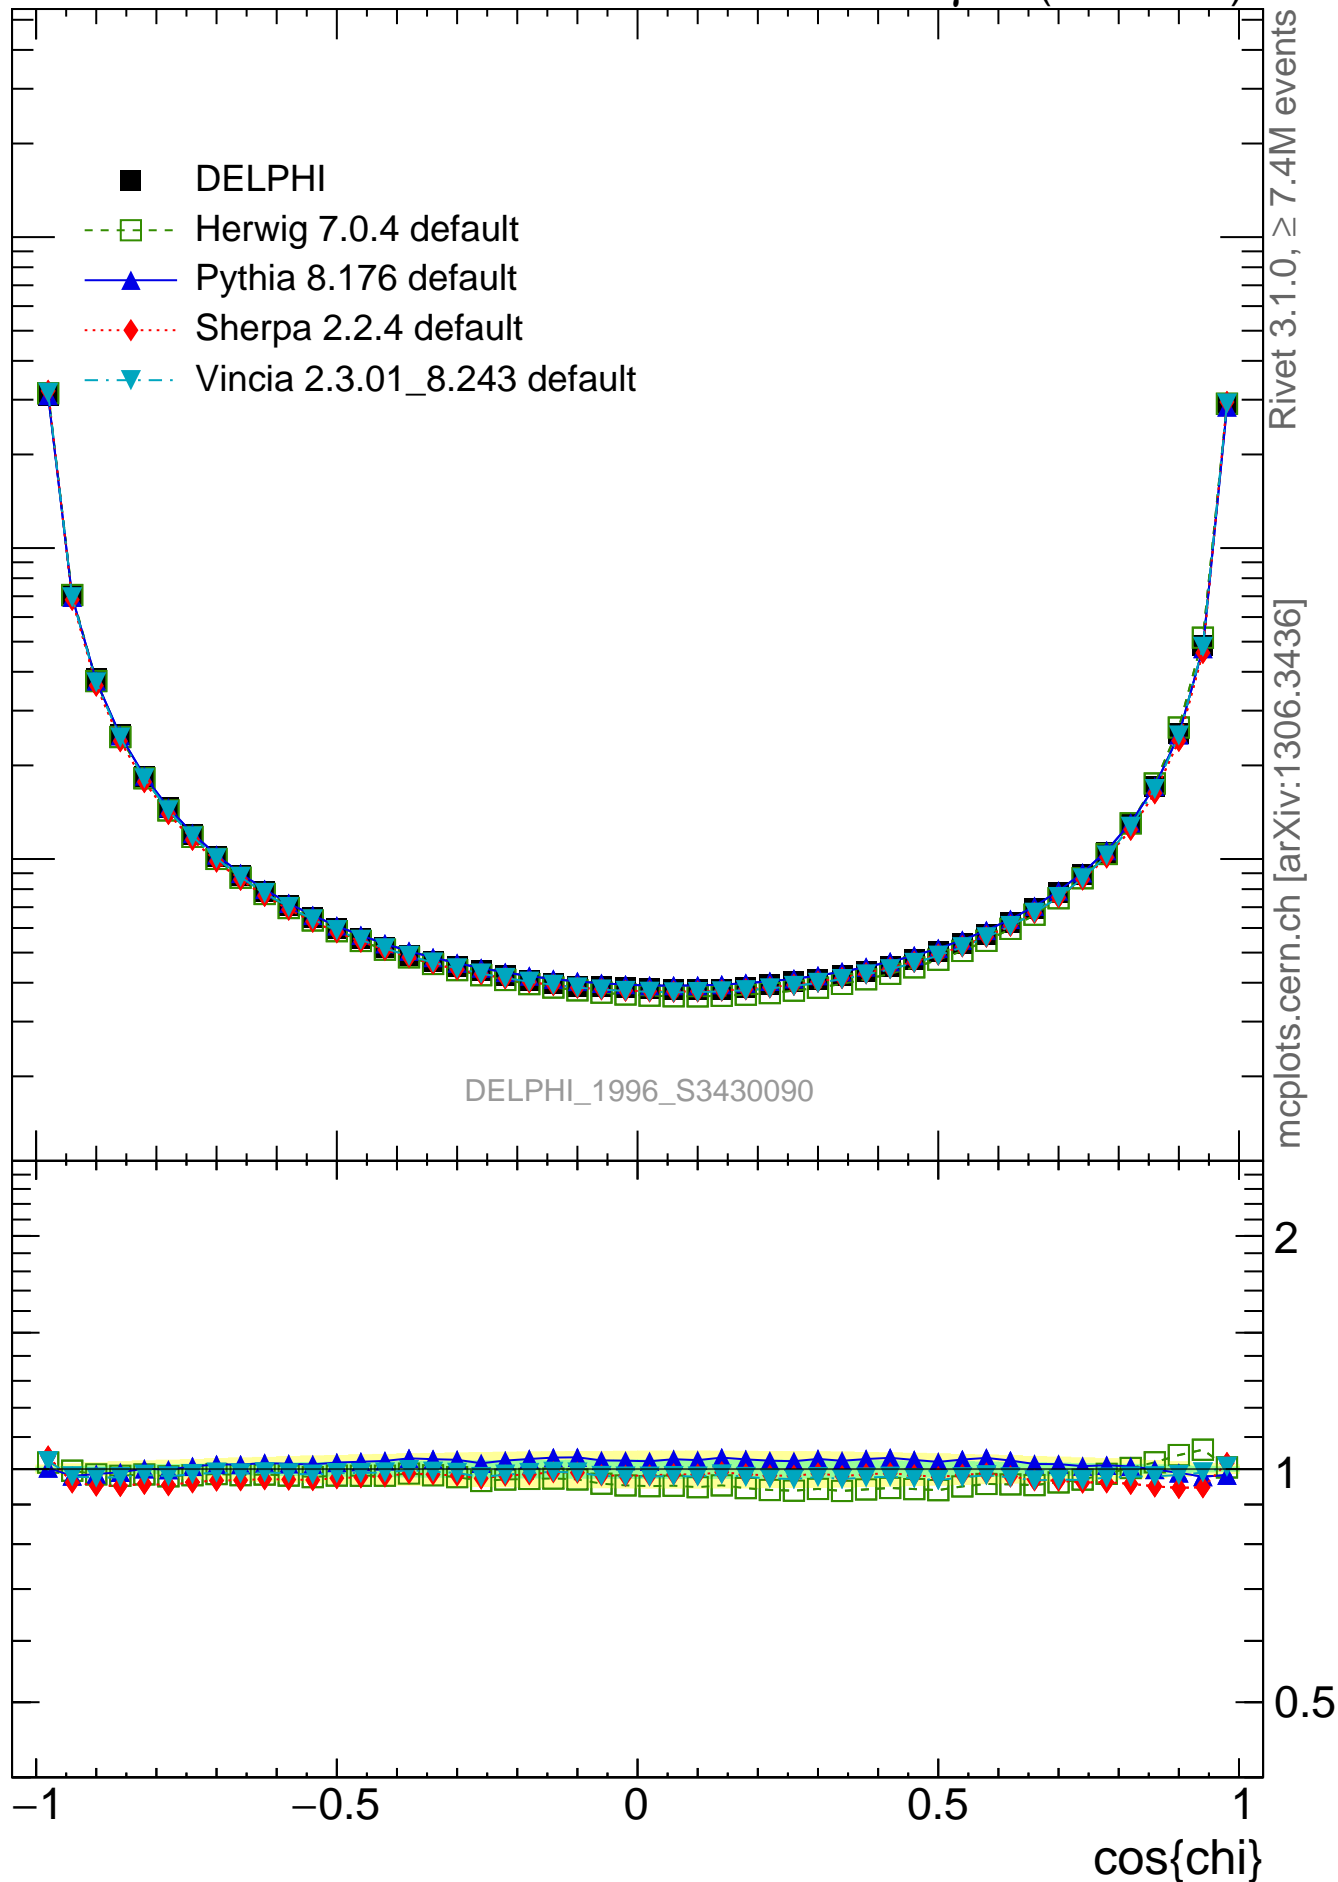 DELPHI
Herwig 7.0.4 default
Pythia 8.176 default
Sherpa 2.2.4 default
Vincia 2.3.01_8.243 default
DELPHI_1996_S3430090
Rivet 3.1.0, ≥ 7.4M events
mcplots.cern.ch [arXiv:1306.3436]
2
1
0.5
−1
−0.5
0
0.5
1
cos{chi}